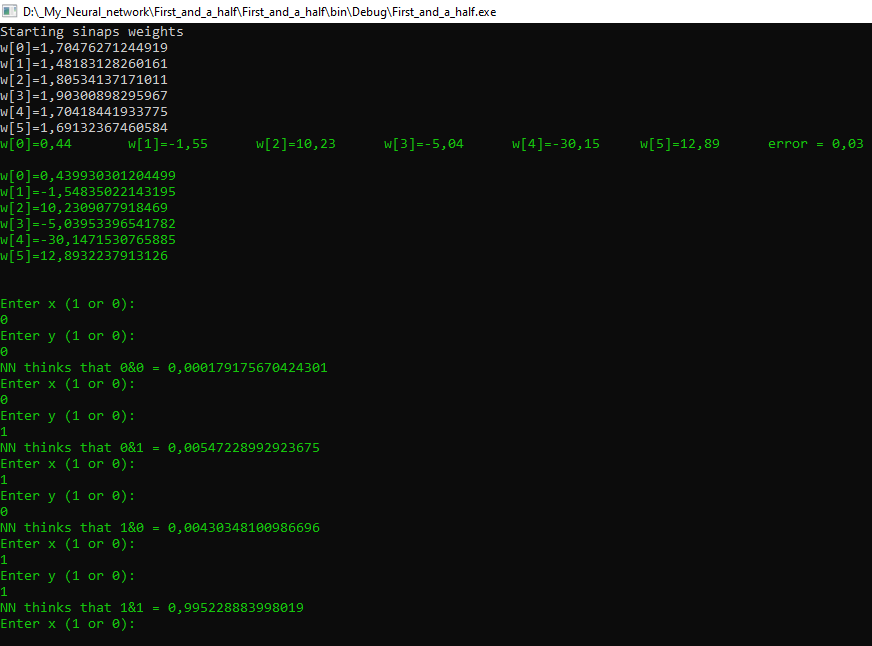 D:\_My_Neural_network\First_and_a_half\First_and_a_half\bin\Debug\First_and_a_half.exe
Starting sinaps weights
w[0]=1,70476271244919
w[1]=1,48183128260161
w[2]=1,80534137171011
w[3]=1,90300898295967
w[4]=1,70418441933775
w[5]=1,69132367460584
w[0]=0,44 w[1]=-1,55 w[2]=10,23 w[3]=-5,04 w[4]=-30,15 w[5]=12,89 error = 0,03
w[0]=0,439930301204499
w[1]=-1,54835022143195
w[2]=10,2309077918469
w[3]=-5,03953396541782
w[4]=-30,1471530765885
w[5]=12,8932237913126
Enter x (1 or 0):
0
Enter y (1 or 0):
0
NN thinks that 0&0 = 0,000179175670424301
Enter x (1 or 0):
0
Enter y (1 or 0):
1
NN thinks that 0&1 = 0,00547228992923675
Enter x (1 or 0):
1
Enter y (1 or 0):
0
NN thinks that 1&0 = 0,00430348100986696
Enter x (1 or 0):
1
Enter y (1 or 0):
1
NN thinks that 1&1 = 0,995228883998019
Enter x (1 or 0):